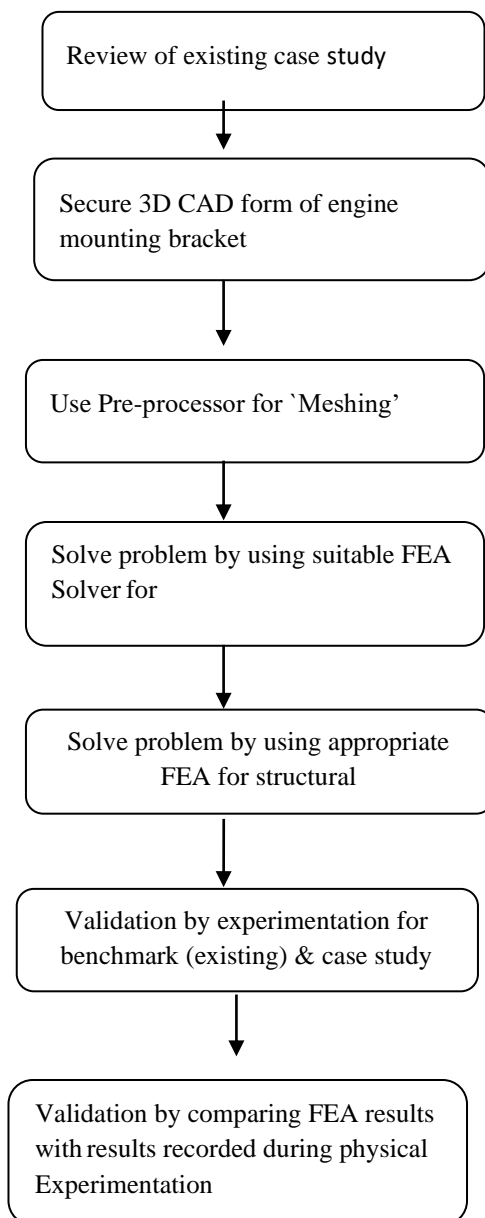 Review of existing case study
Secure 3D CAD form of engine
mounting bracket
Use Pre-processor for `Meshing’
Solve problem by using suitable FEA
Solver for
Solve problem by using appropriate
FEA for structural
Validation by experimentation for
benchmark (existing) & case study
Validation by comparing FEA results
with results recorded during physical
Experimentation